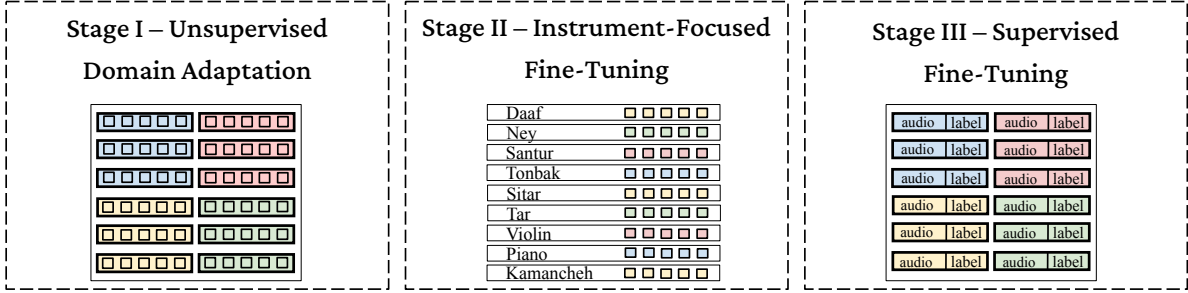 Stage I – Unsupervised
Domain Adaptation
Stage II – Instrument-Focused
Fine-Tuning
Daaf
Ney
Santur
Tonbak
Sitar
Tar
Violin
Piano
Kamancheh
Stage III – Supervised
Fine-Tuning
audio label audio label
audio label audio label
audio label audio label
audio label audio label
audio label audio label
audio label audio label